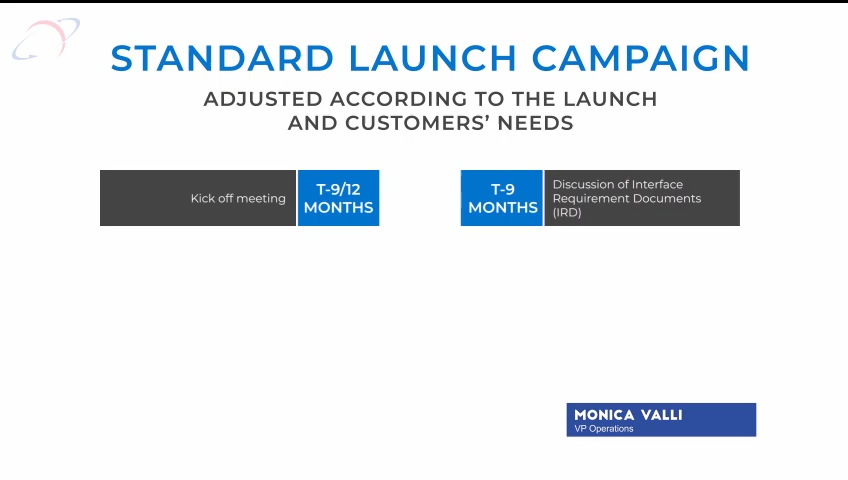 STANDARD LAUNCH CAMPAIGN
ADJUSTED ACCORDING TO THE LAUNCH
AND CUSTOMERS’ NEEDS
Kick off meeting
T-9/12
MONTHS
T-9
MONTHS
Discussion of Interface
Requirement Documents
(IRD)
MONICA VALLI
VP Operations